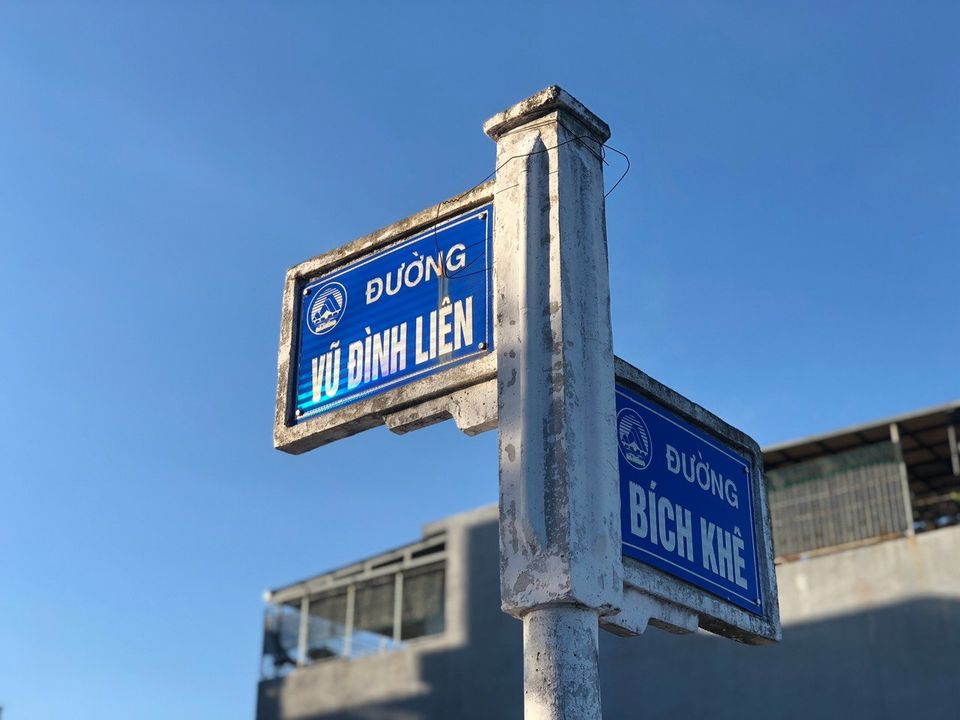 ĐƯỜNG
VŨ ĐÌNH LIÊN
ĐƯỜNG
BÍCH KHÊ